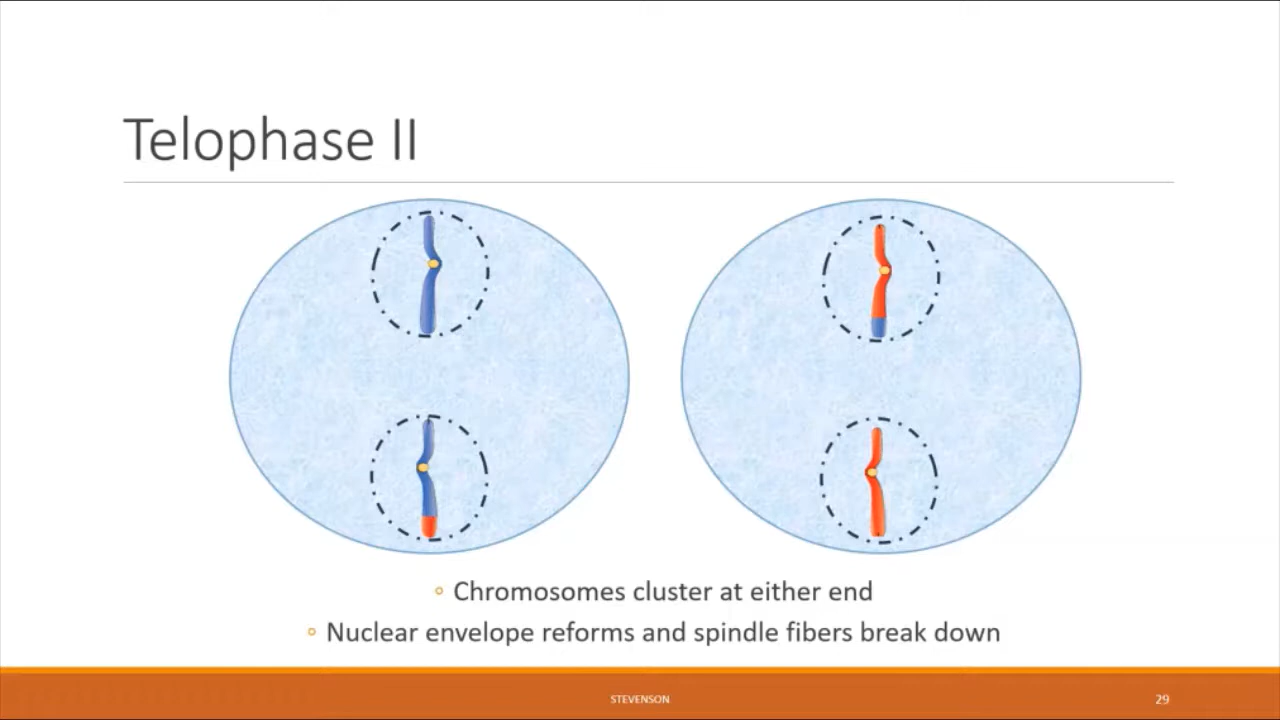 Telophase II
◦ Chromosomes cluster at either end
◦ Nuclear envelope reforms and spindle fibers break down
STEVENSON
29